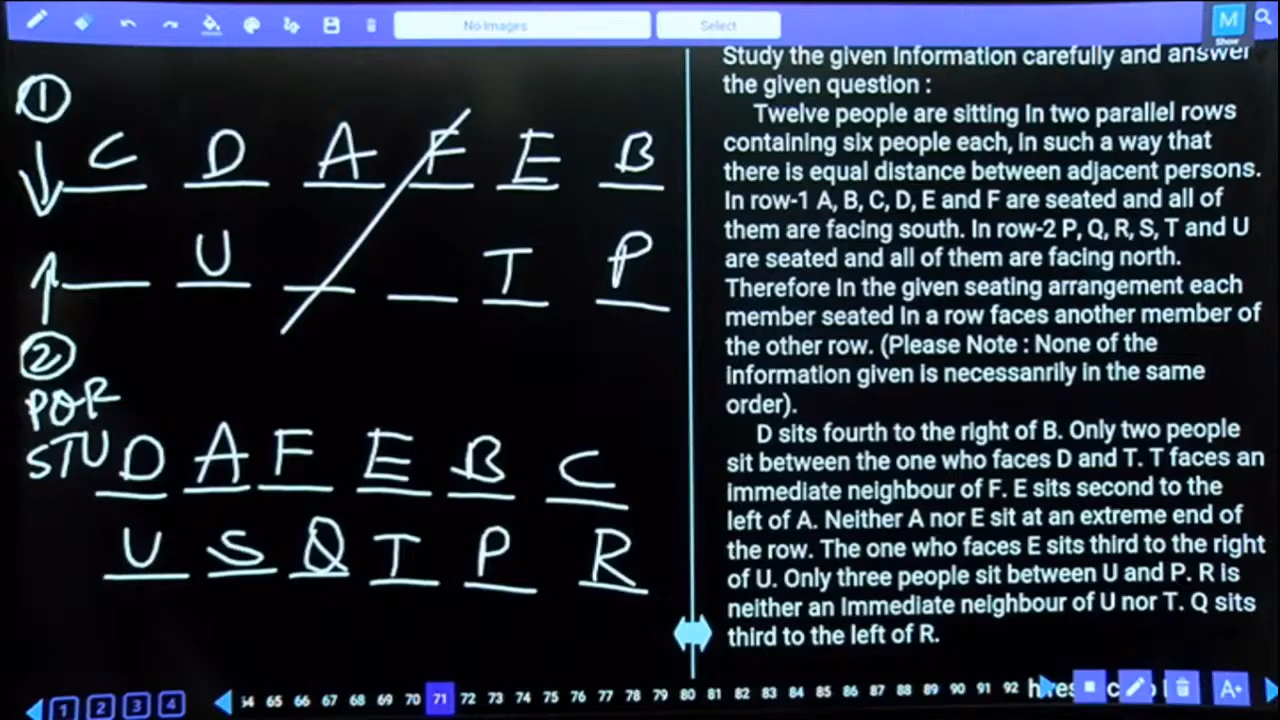 No Images
Select
M
Show
1
C D A F E B
U T P
2
PQR
STU
D A F E B C
U S Q T P R
Study the given Information carefully and answer
the given question :
Twelve people are sitting In two parallel rows
containing six people each, in such a way that
there is equal distance between adjacent persons.
In row-1 A, B, C, D, E and F are seated and all of
them are facing south. In row-2 P, Q, R, S, T and U
are seated and all of them are facing north.
Therefore In the given seating arrangement each
member seated In a row faces another member of
the other row. (Please Note : None of the
Information given is necessanrily in the same
order).
D sits fourth to the right of B. Only two people
sit between the one who faces D and T. T faces an
immediate neighbour of F. E sits second to the
left of A. Neither A nor E sit at an extreme end of
the row. The one who faces E sits third to the right
of U. Only three people sit between U and P. R is
neither an Immediate neighbour of U nor T. Q sits
third to the left of R.
1 2 3 4
65 66 67 68 69 70 71 72 73 74 75 76 77 78 79 80 81 82 83 84 85 86 87 88 89 90 91 92
A+